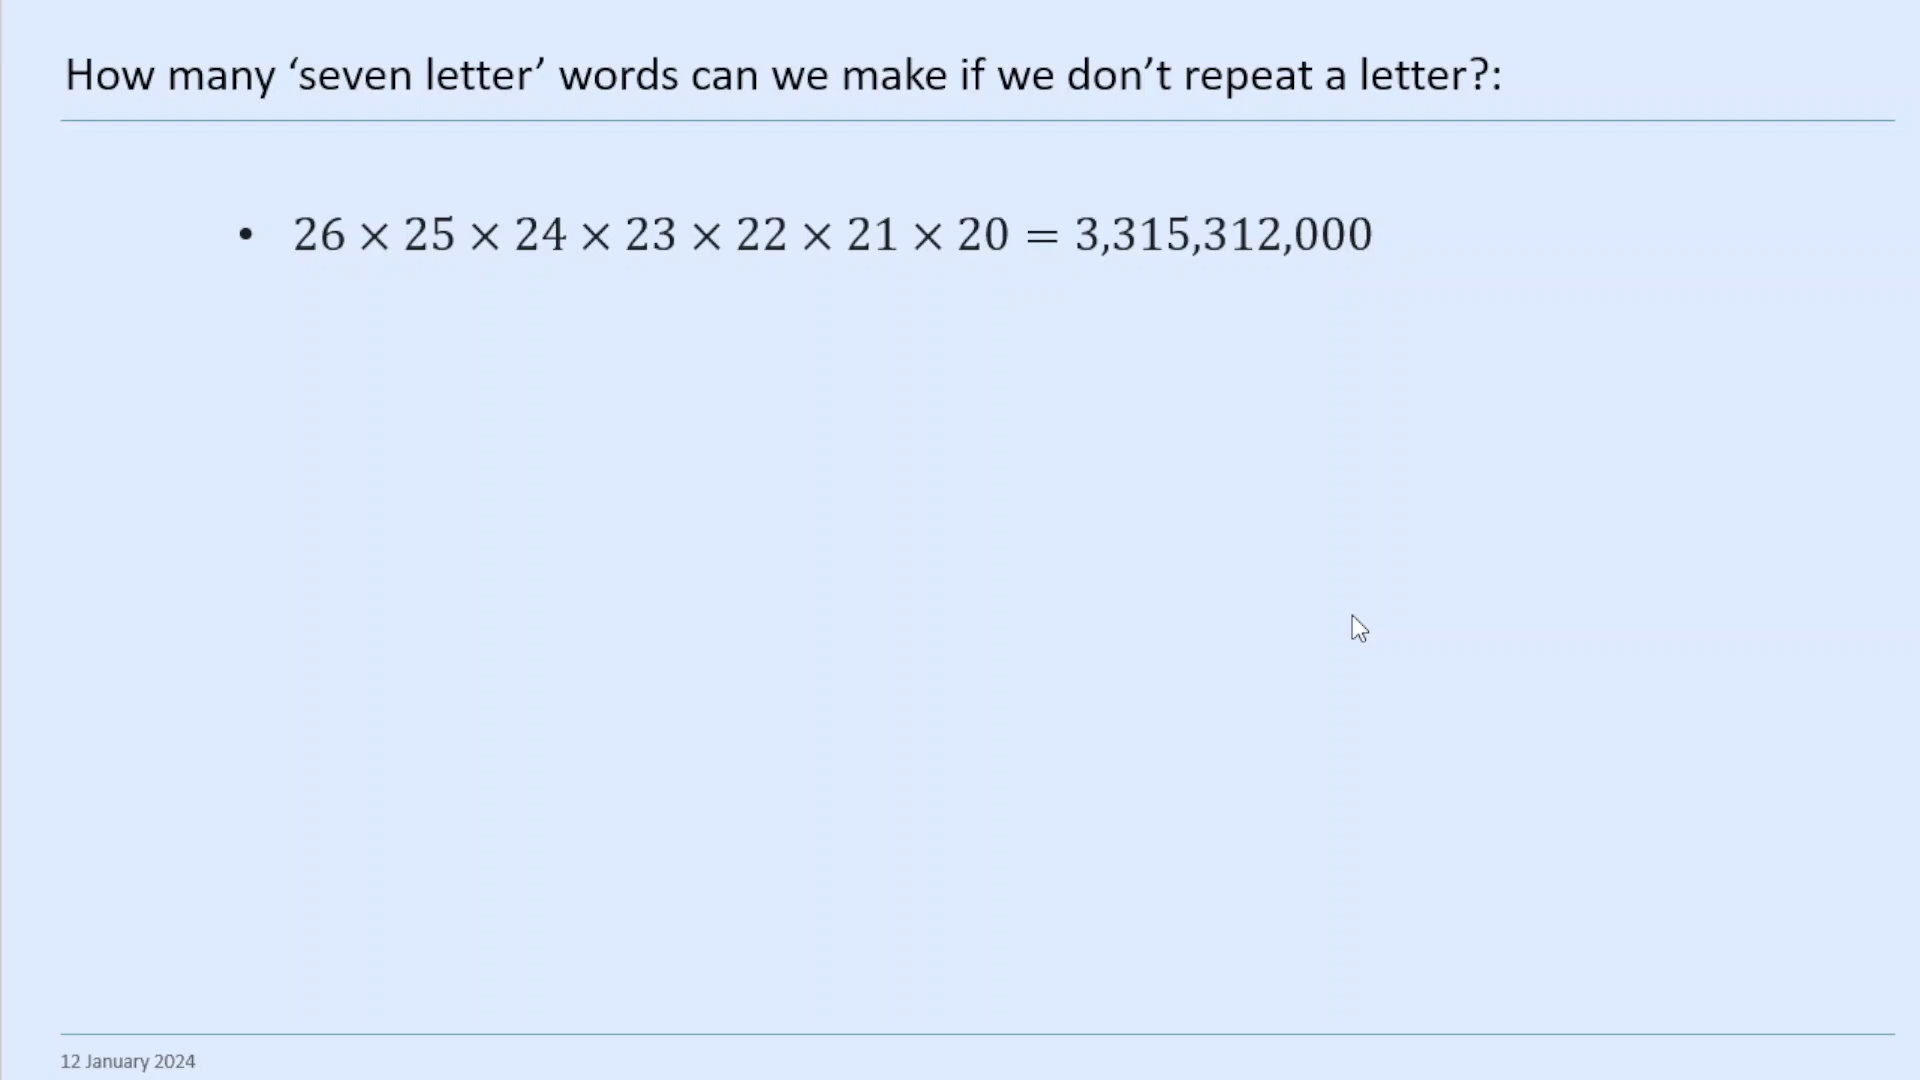 How many ‘seven letter’ words can we make if we don’t repeat a letter?:
• 26 × 25 × 24 × 23 × 22 × 21 × 20 = 3,315,312,000
12 January 2024